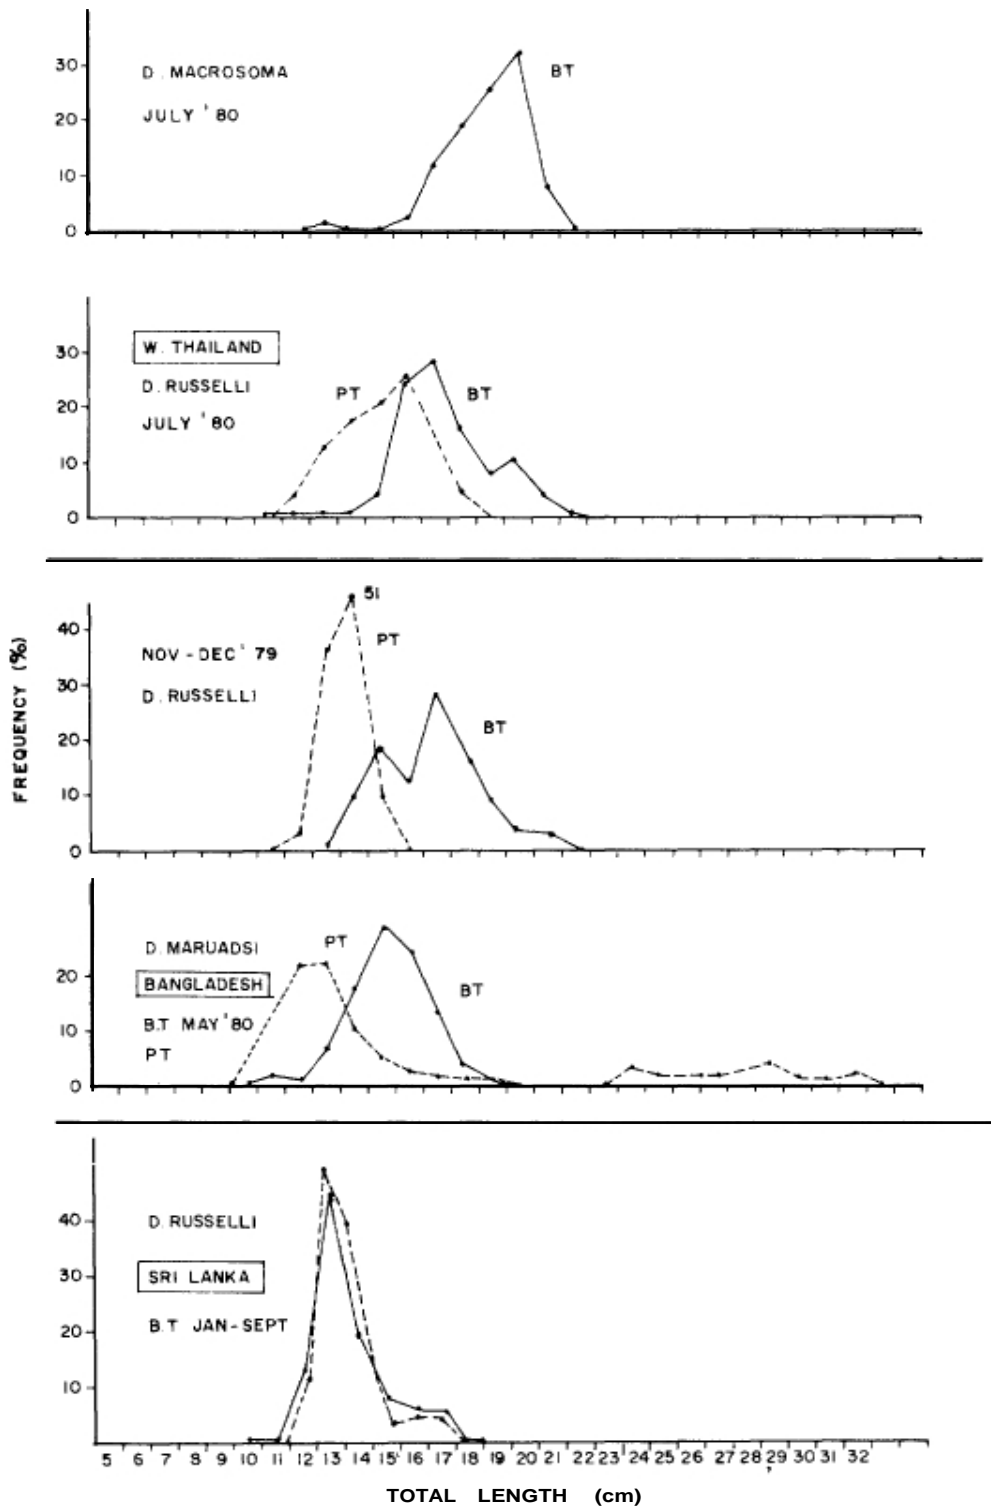 30
D. MACROSOMA
BT
20
JULY '80
10
0
30
W. THAILAND
D. RUSSELLI
PT
BT
20
JULY '80
10
0
51
40
PT
NOV - DEC '79
30
D. RUSSELLI
BT
20
10
0
FREQUENCY (%)
D. MARUADSI
PT
20
BANGLADESH
BT
B.T MAY '80
10
PT
0
40
D. RUSSELLI
30
SRI LANKA
20
B.T JAN-SEPT
10
5 6 7 8 9 10 11 12 13 14 15 16 17 18 19 20 21 22 23 24 25 26 27 28 29 30 31 32
TOTAL LENGTH (cm)